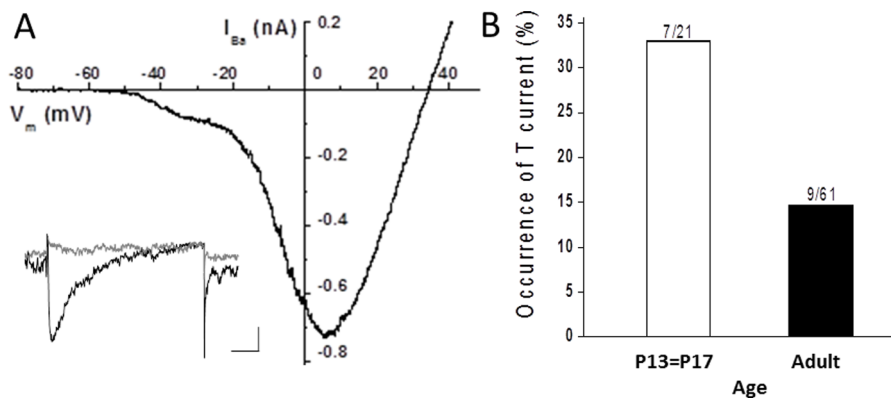 A
I_Ba (nA)
0.2
-80 -60 -40 -20 0 20 40
V_m (mV)
-0.2
-0.4
-0.6
-0.8
B
Occurrence of T current (%)
35
30
25
20
15
10
5
0
7/21
9/61
P13=P17 Adult
Age